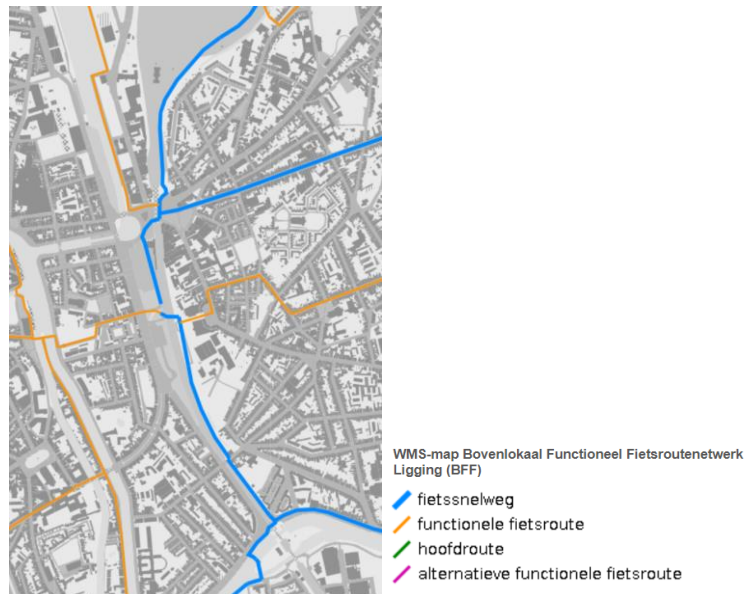 WMS-map Bovenlokaal Functioneel Fietsroutenetwerk
Ligging (BFF)
fietssnelweg
functionele fietsroute
hoofdroute
alternatieve functionele fietsroute